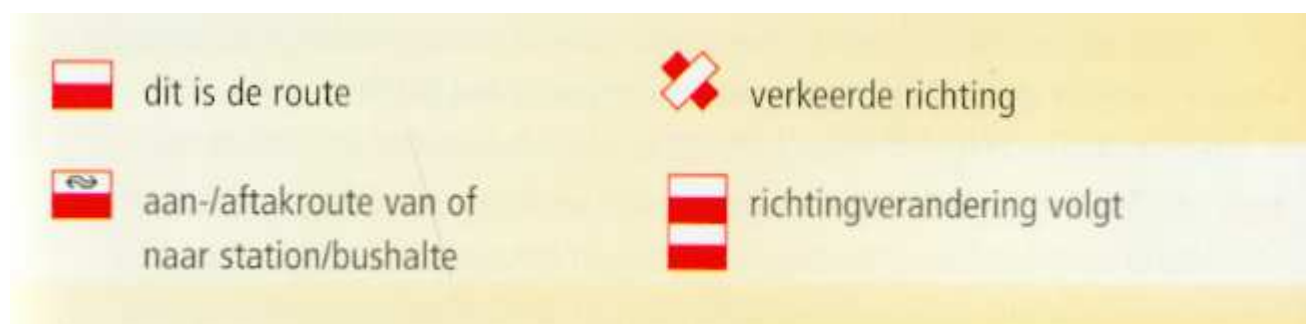 dit is de route
verkeerde richting
aan-/aftakroute van of
naar station/bushalte
richtingverandering volgt